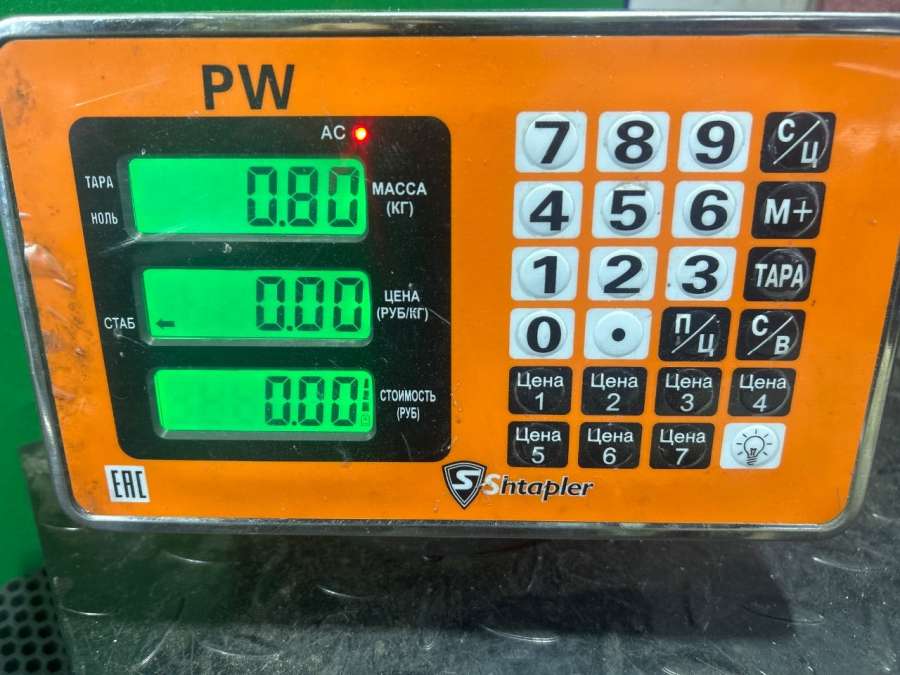 PW
AC
ТАРА
НОЛЬ
0.80
МАССА
(КГ)
СТАБ
0.00
ЦЕНА
(РУБ/КГ)
0.00
СТОИМОСТЬ
(РУБ)
7 8 9 С/Ц
4 5 6 М+
1 2 3 ТАРА
0 . П/Ц С/В
Цена 1 Цена 2 Цена 3 Цена 4
Цена 5 Цена 6 Цена 7
EAC
S Shtapler